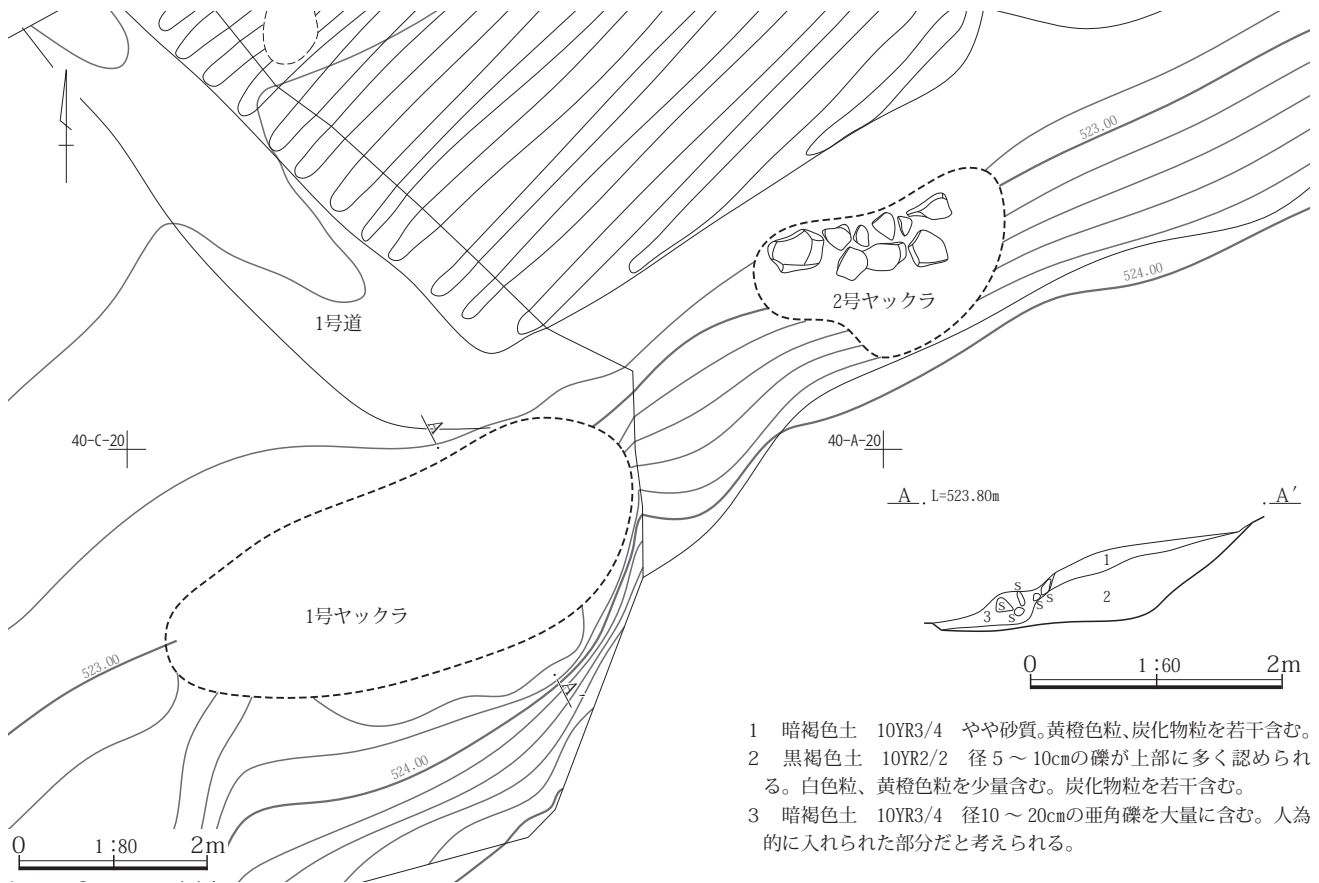 523.00
524.00
2号ヤックラ
1号道
40-C-20
A
40-A-20
A L=523.80m A′
1
2
3
S
S
S
S
S
1号ヤックラ
523.00
A′
524.00
0 1:60 2m
0 1:80 2m
1 暗褐色土 10YR3/4 やや砂質。黄橙色粒、炭化物粒を若干含む。
2 黒褐色土 10YR2/2 径5～10cmの礫が上部に多く認められ
る。白色粒、黄橙色粒を少量含む。炭化物粒を若干含む。
3 暗褐色土 10YR3/4 径10～20cmの亜角礫を大量に含む。人為
的に入れられた部分だと考えられる。